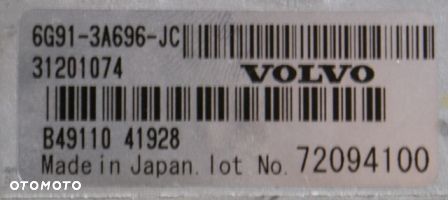 6G91-3A696-JC
31201074 VOLVO
B49110 41928
Made in Japan. lot No. 72094100
OTOMOTO